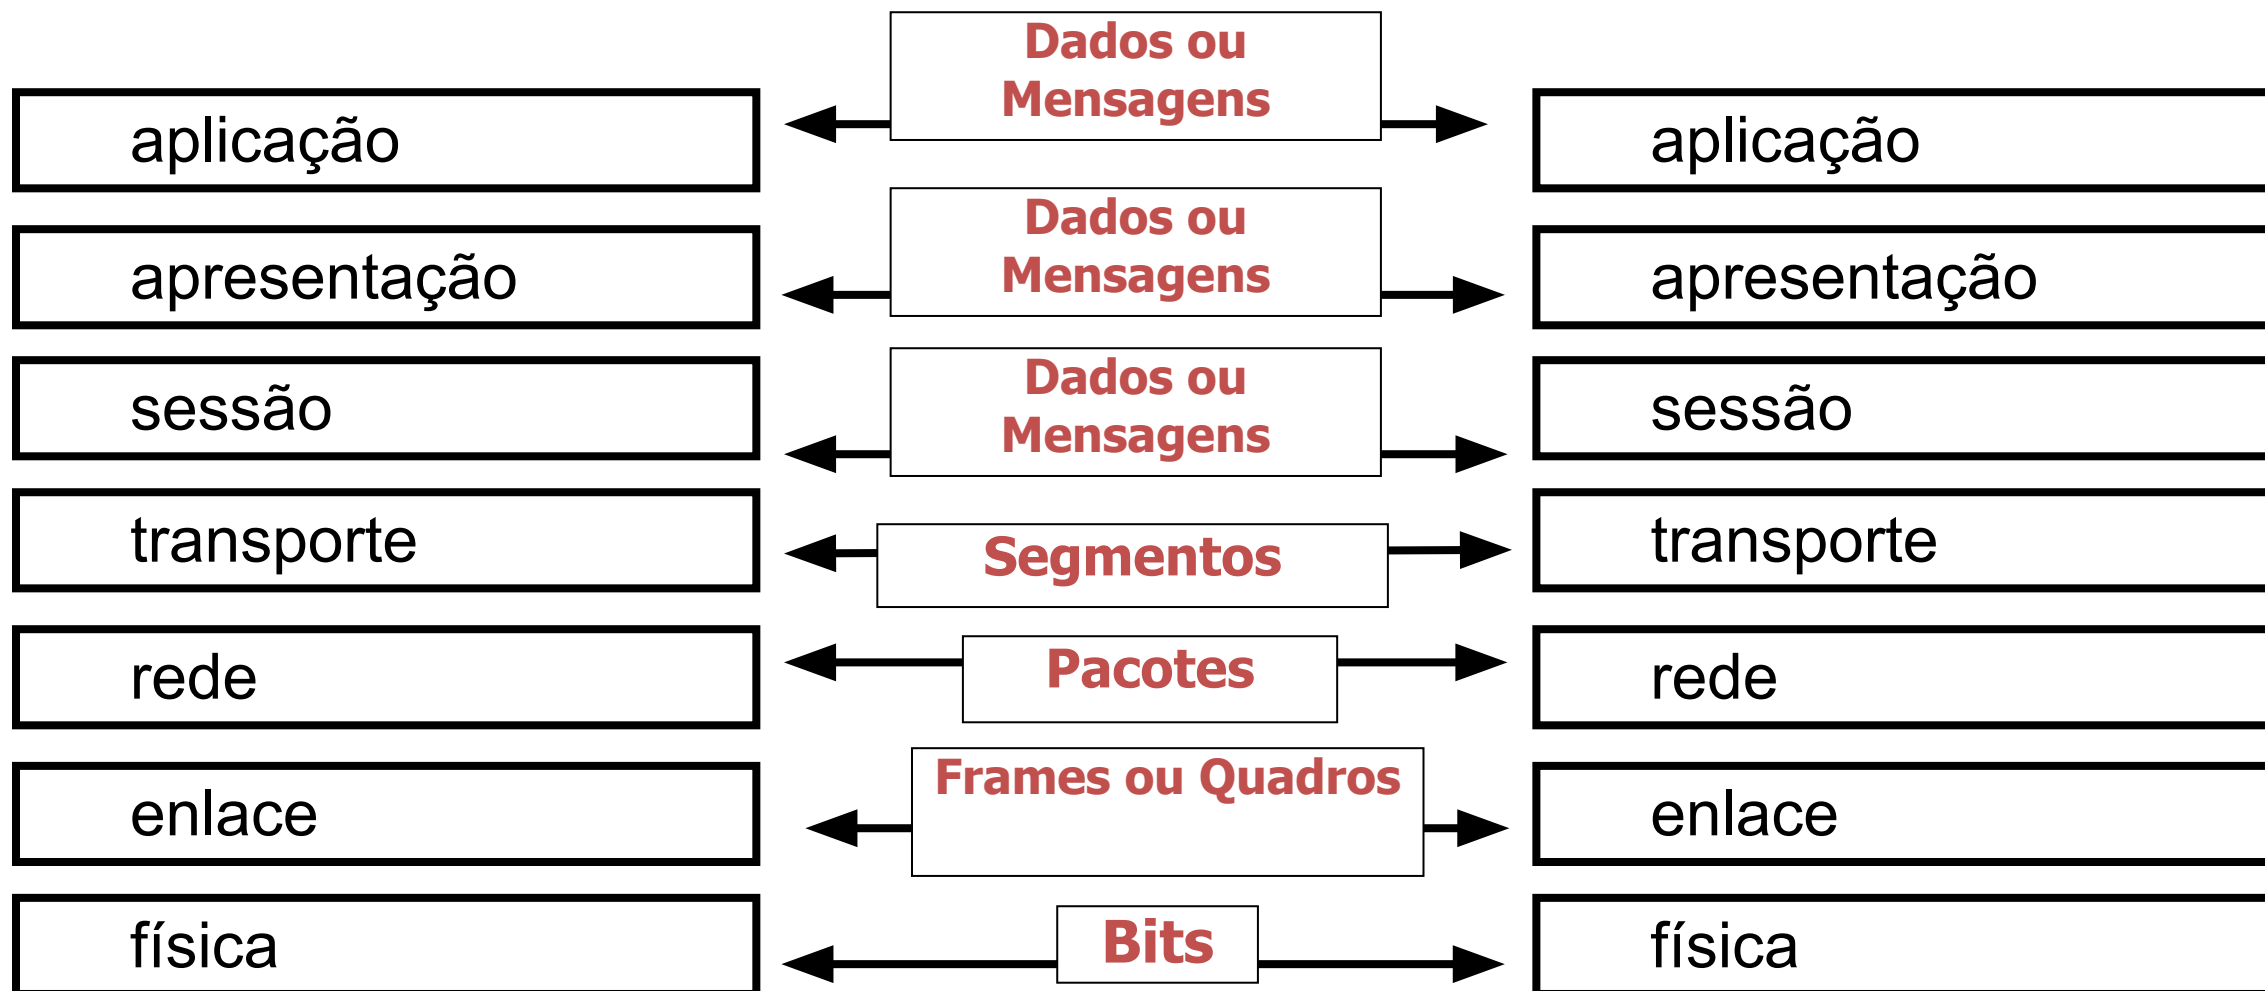 Dados ou
Mensagens
aplicação
aplicação
Dados ou
Mensagens
apresentação
apresentação
Dados ou
Mensagens
sessão
sessão
transporte
Segmentos
transporte
rede
Pacotes
rede
Frames ou Quadros
enlace
enlace
física
Bits
física